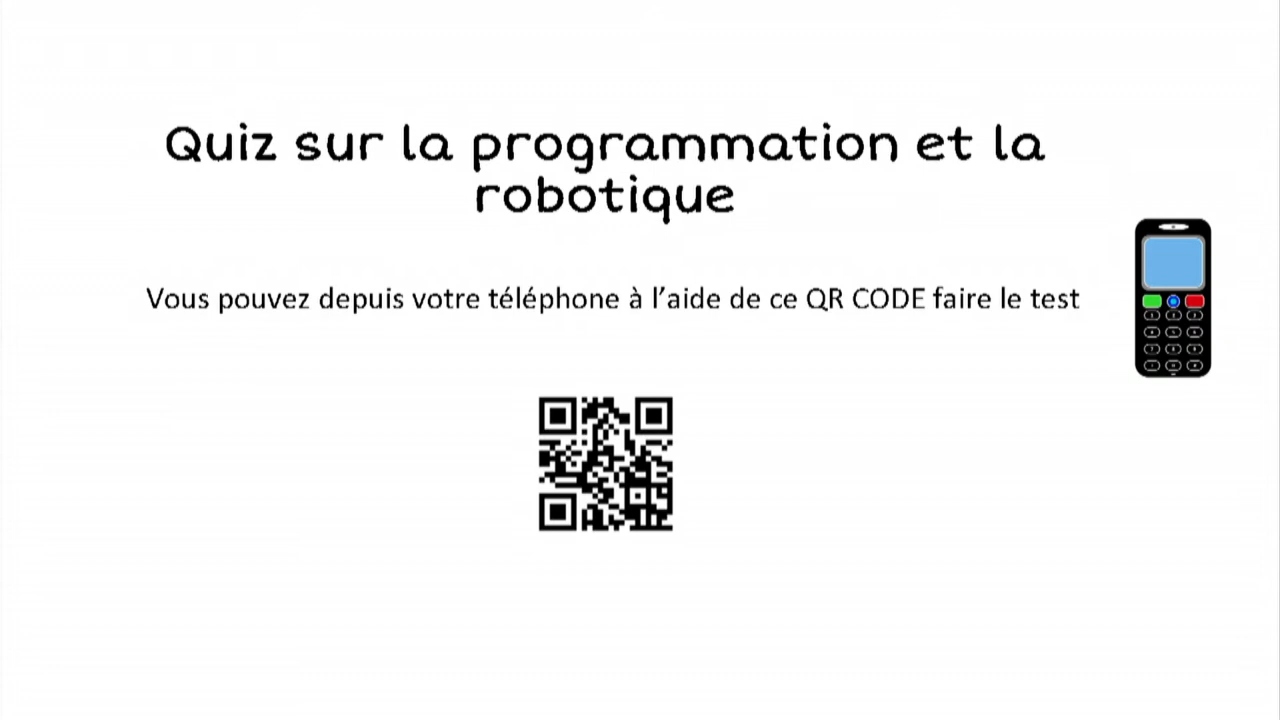 Quiz sur la programmation et la
robotique
Vous pouvez depuis votre téléphone à l’aide de ce QR CODE faire le test